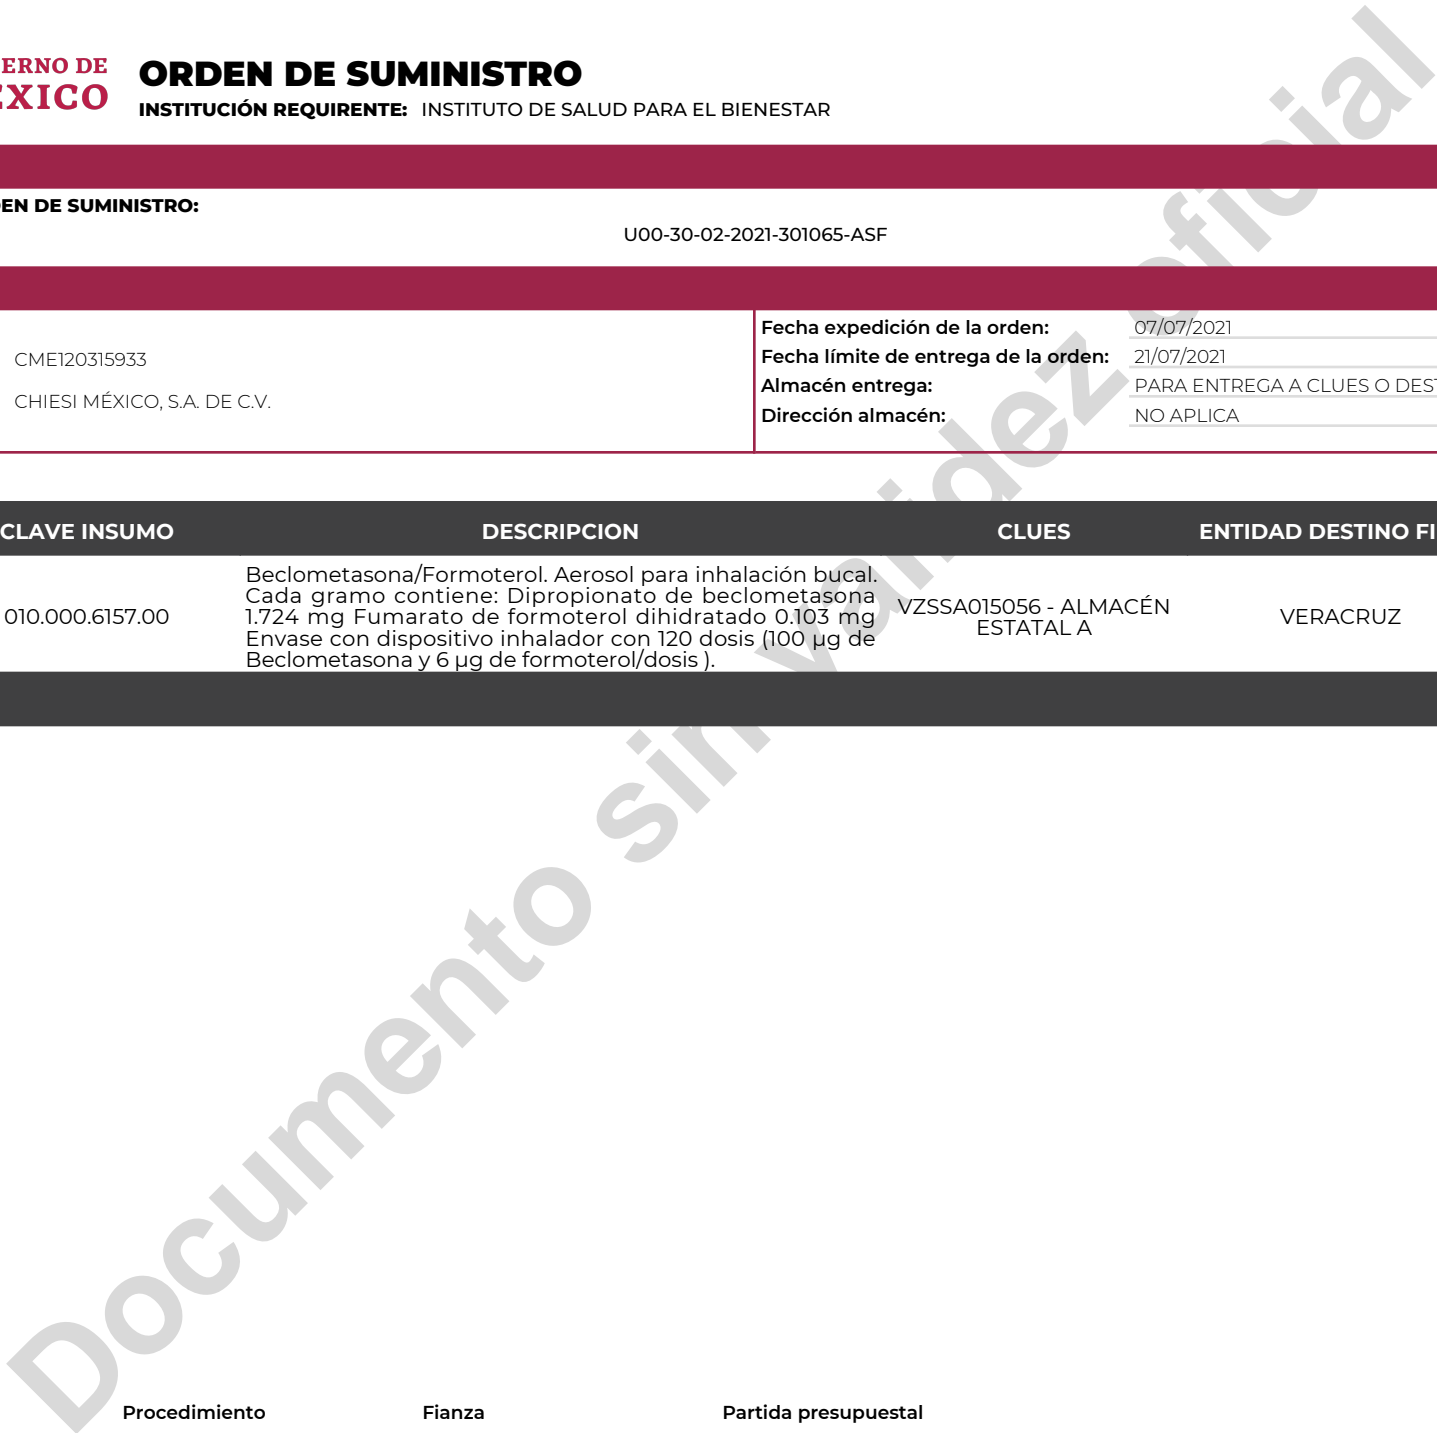 ERNO DE
ÉXICO
ORDEN DE SUMINISTRO
INSTITUCIÓN REQUIRENTE: INSTITUTO DE SALUD PARA EL BIENESTAR
EN DE SUMINISTRO:
U00-30-02-2021-301065-ASF
CME120315933
CHIESI MÉXICO, S.A. DE C.V.
Fecha expedición de la orden: 07/07/2021
Fecha límite de entrega de la orden: 21/07/2021
Almacén entrega: PARA ENTREGA A CLUES O DEST
Dirección almacén: NO APLICA
CLAVE INSUMO DESCRIPCION CLUES ENTIDAD DESTINO FI
010.000.6157.00
Beclometasona/Formoterol. Aerosol para inhalación bucal.
Cada gramo contiene: Dipropionato de beclometasona
1.724 mg Fumarato de formoterol dihidratado 0.103 mg
Envase con dispositivo inhalador con 120 dosis (100 µg de
Beclometasona y 6 µg de formoterol/dosis ).
VZSSA015056 - ALMACÉN
ESTATAL A
VERACRUZ
Documento sin validez oficial
Procedimiento Fianza Partida presupuestal